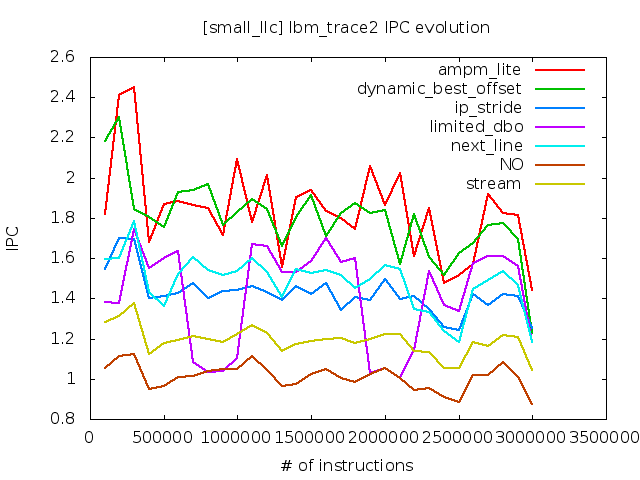 [small_llc] lbm_trace2 IPC evolution
2.6
2.4
2.2
2
1.8
1.6
1.4
1.2
1
0.8
IPC
ampm_lite
dynamic_best_offset
ip_stride
limited_dbo
next_line
NO
stream
0 500000 1000000 1500000 2000000 2500000 3000000 3500000
# of instructions